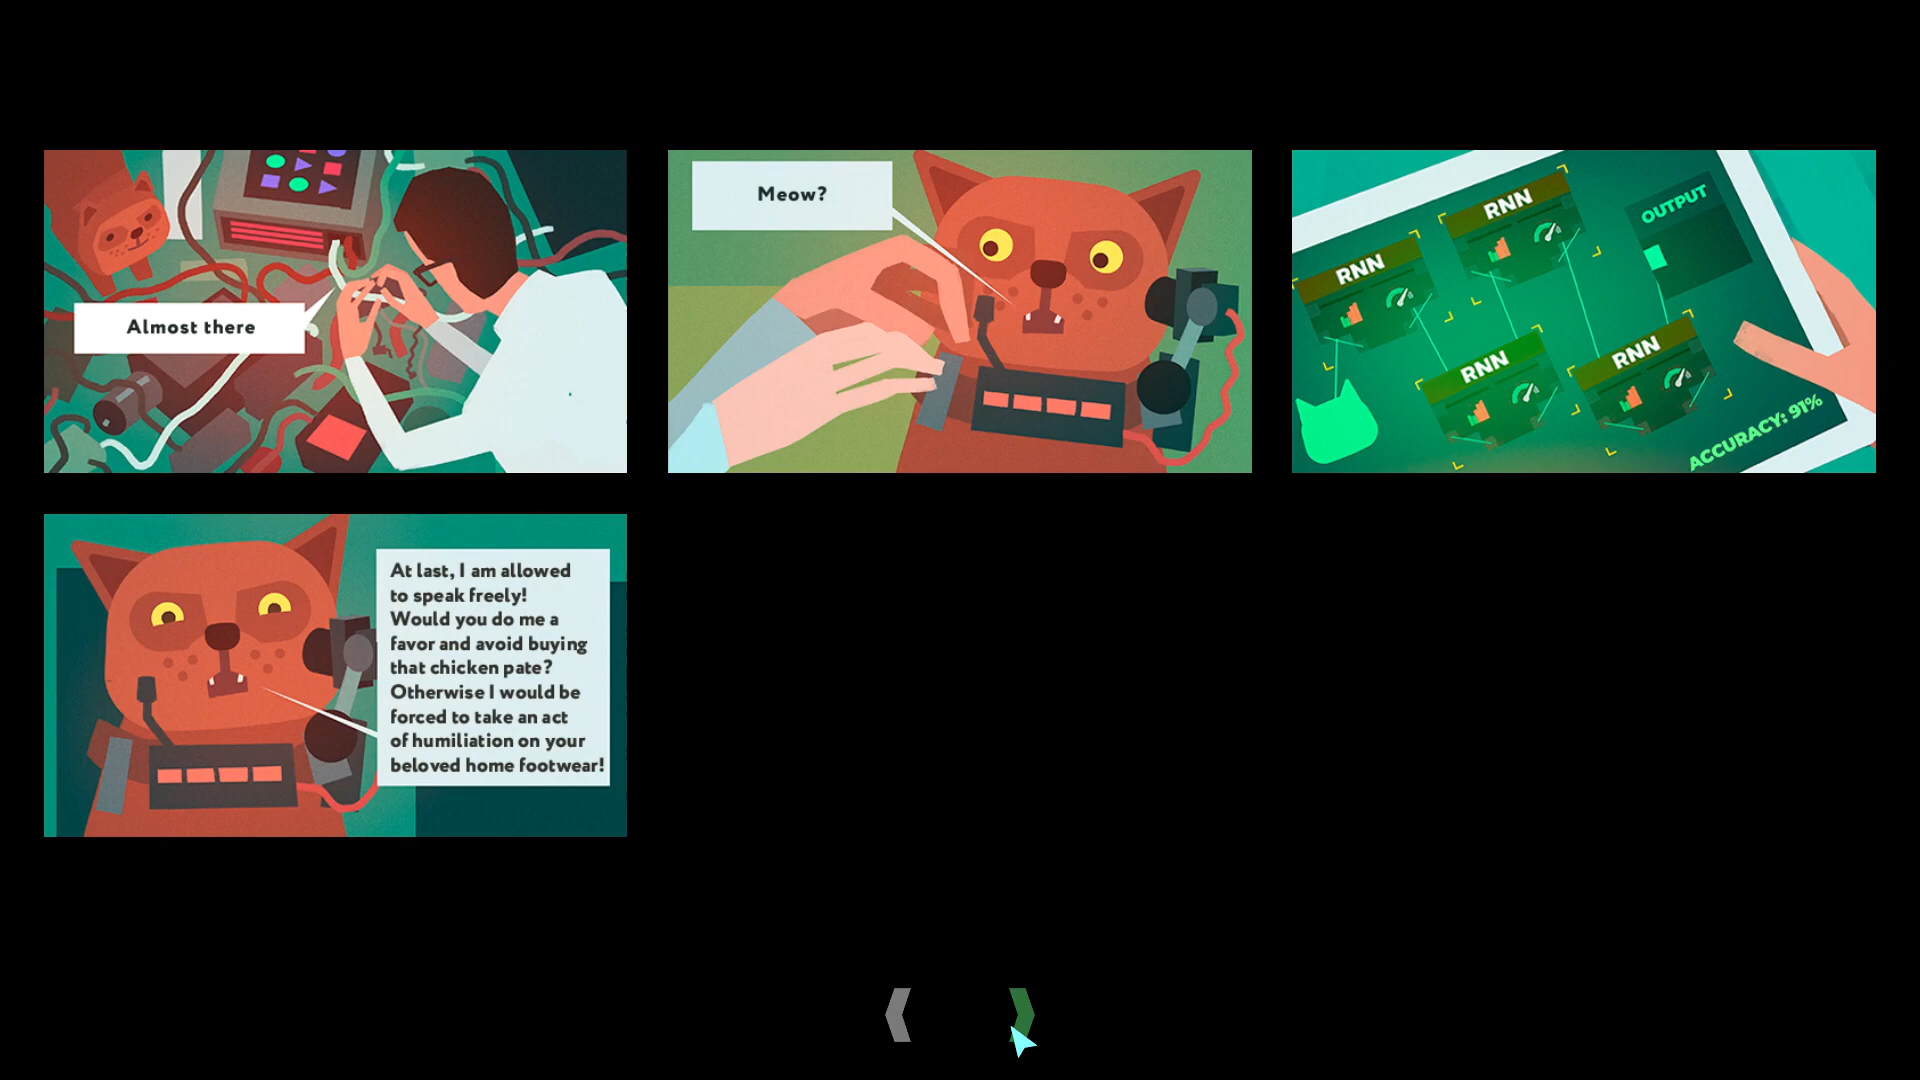 Almost there
Meow?
RNN
RNN
OUTPUT
RNN
RNN
ACCURACY: 91%
At last, I am allowed
to speak freely!
Would you do me a
favor and avoid buying
that chicken pate?
Otherwise I would be
forced to take an act
of humiliation on your
beloved home footwear!